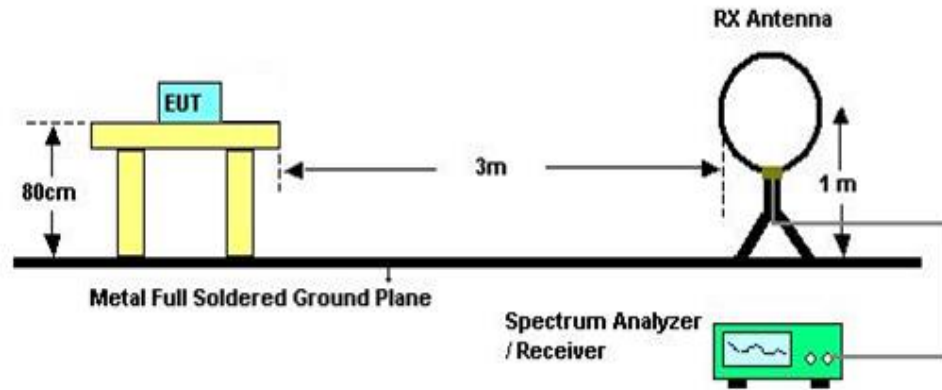 RX Antenna
EUT
3m
80cm
1 m
Metal Full Soldered Ground Plane
Spectrum Analyzer
/ Receiver